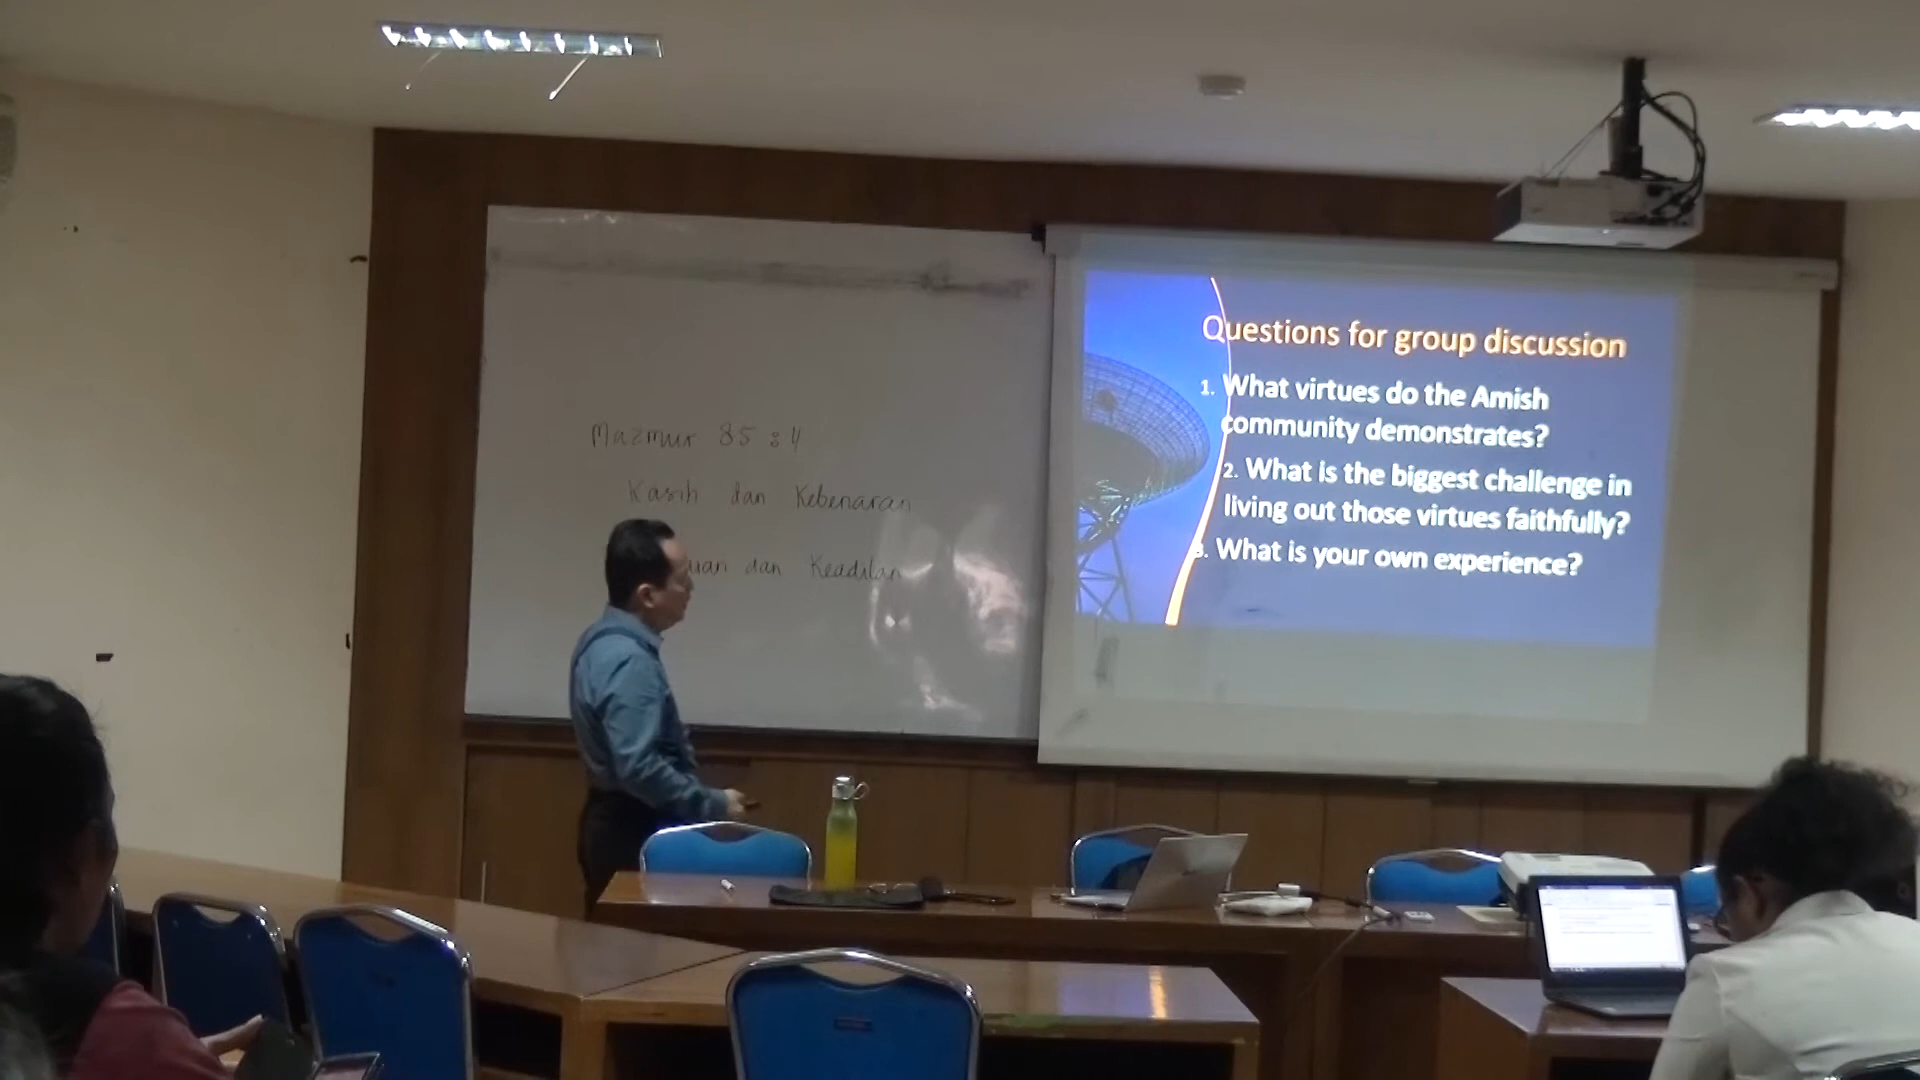 Mazmur 85 : 4
Kasih dan Kebenaran
dan Keadilan
Questions for group discussion
1. What virtues do the Amish
community demonstrates?
2. What is the biggest challenge in
living out those virtues faithfully?
3. What is your own experience?